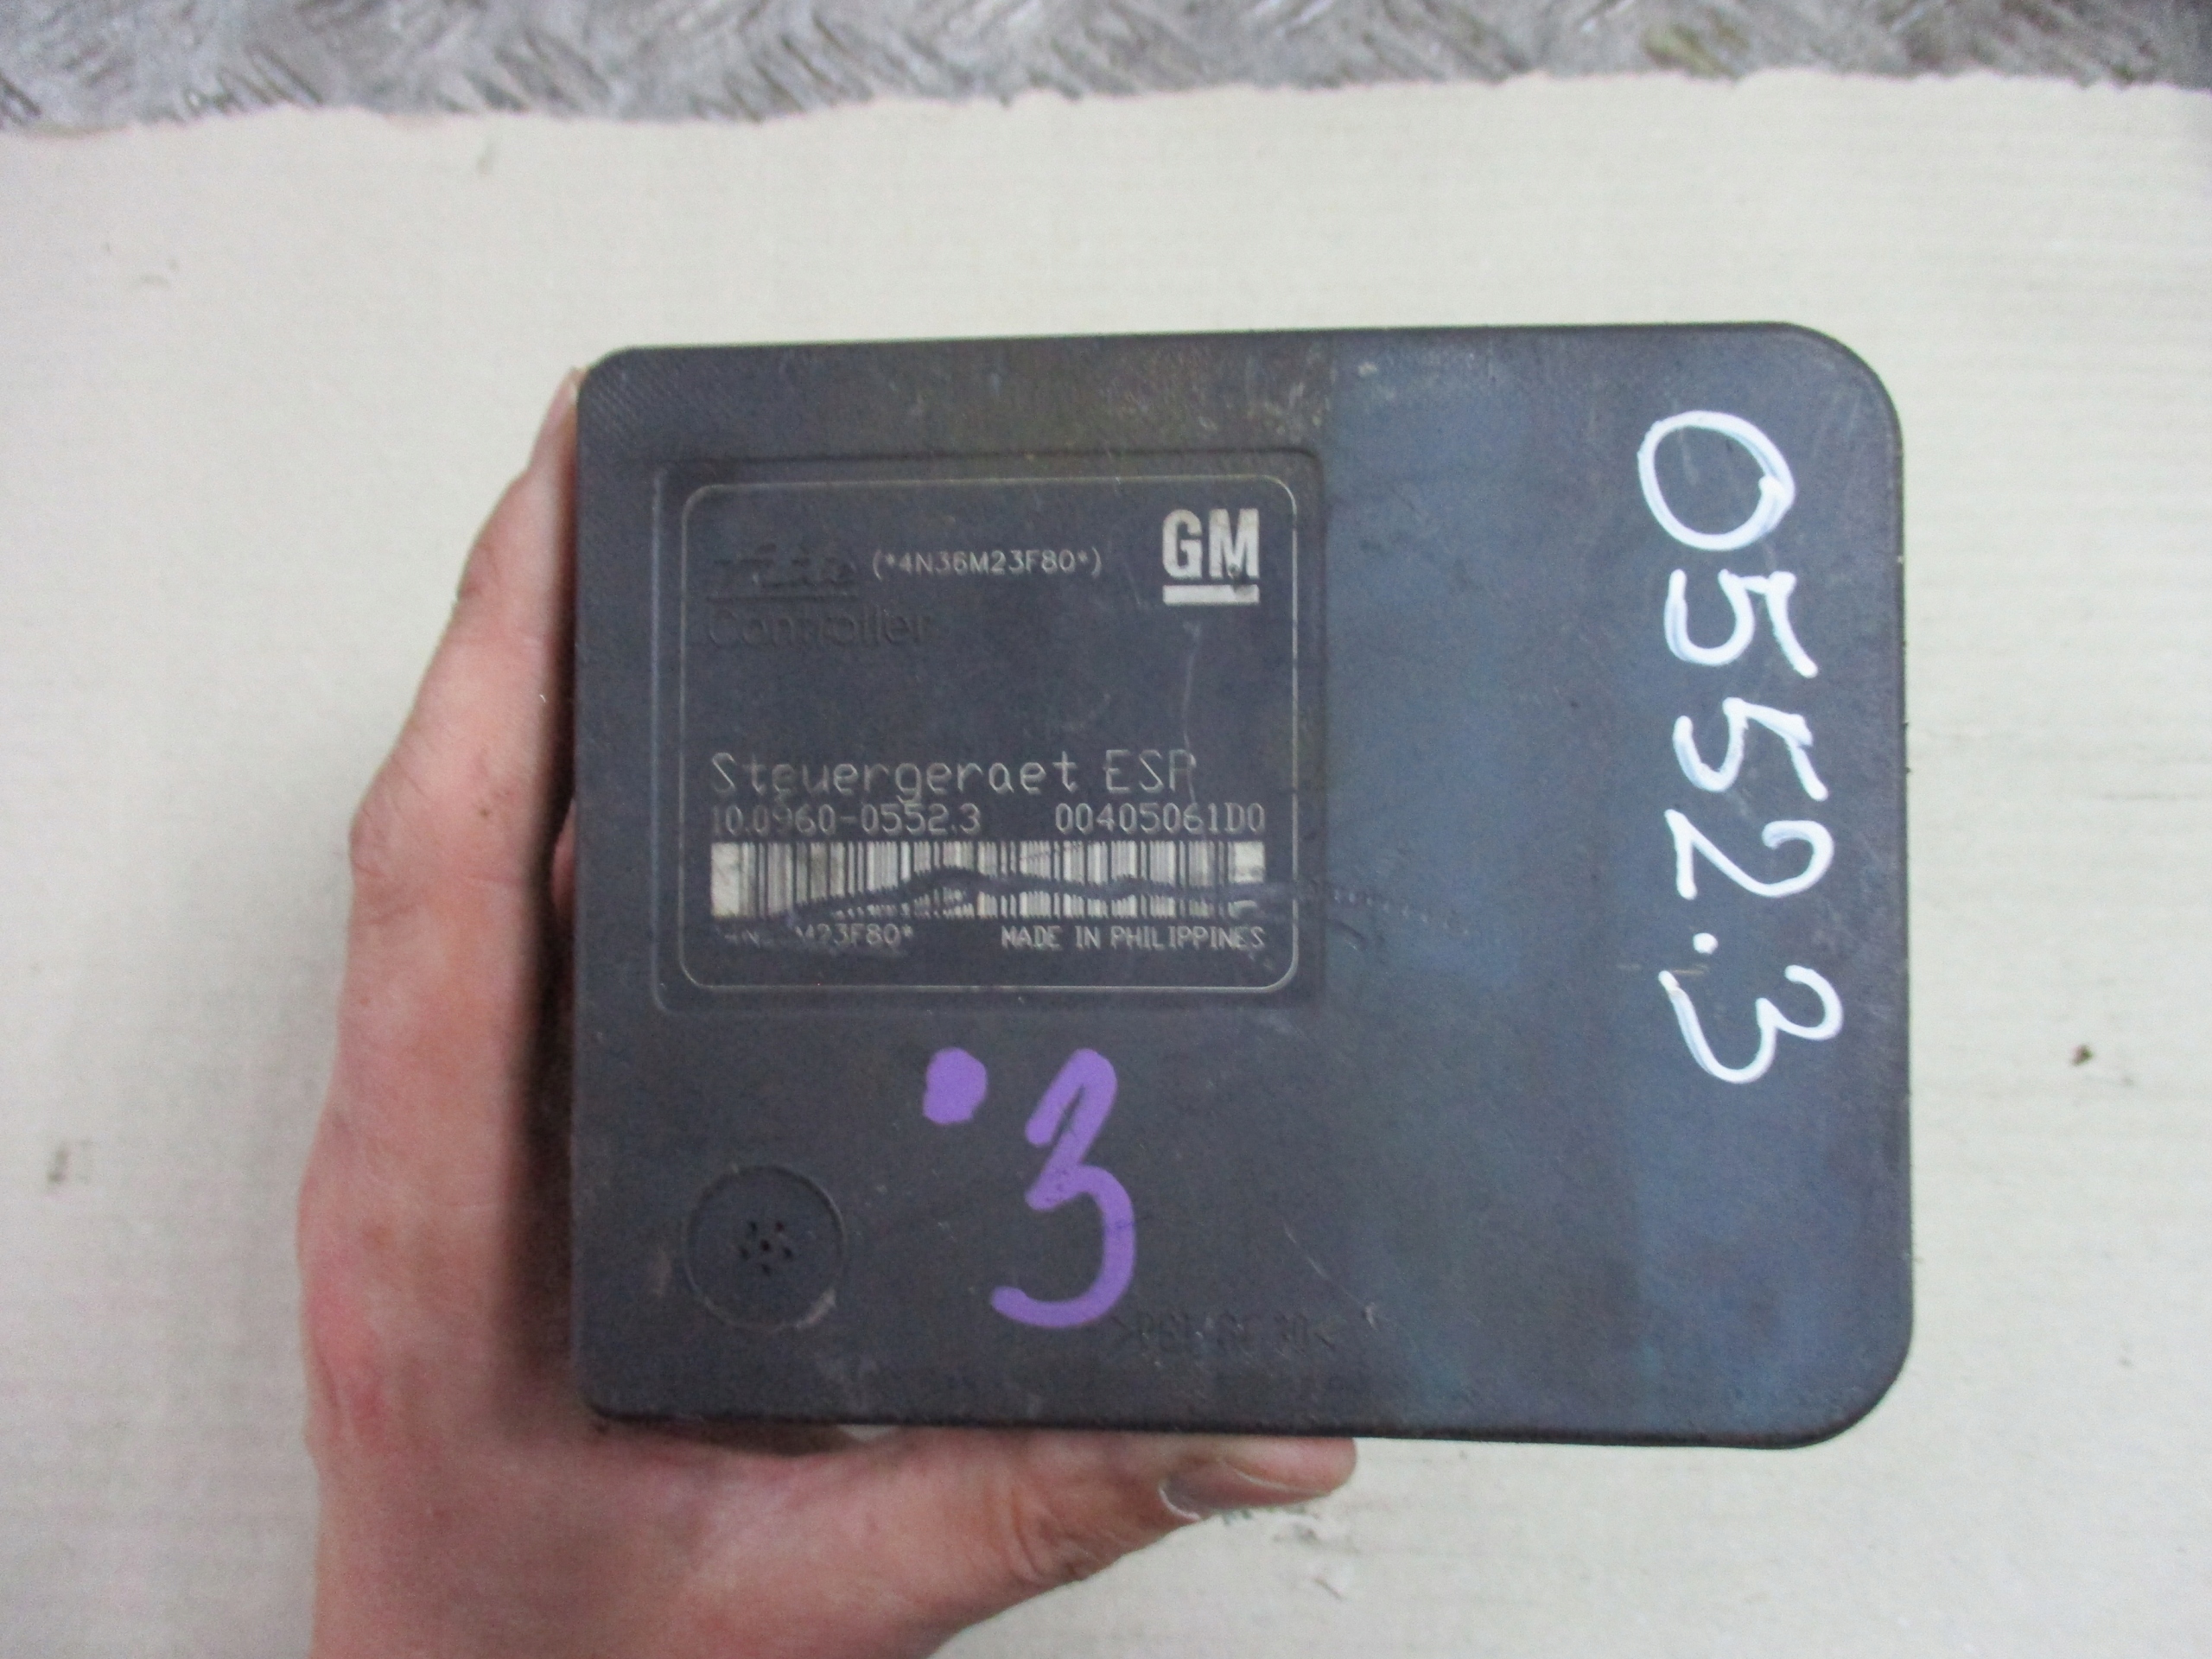 (*4N36M23F80*)
GM
Controller
Steuergeraet ESP
10.0960-0552.3 00405061D0
M23F80*
MADE IN PHILIPPINES
0552.3
.3